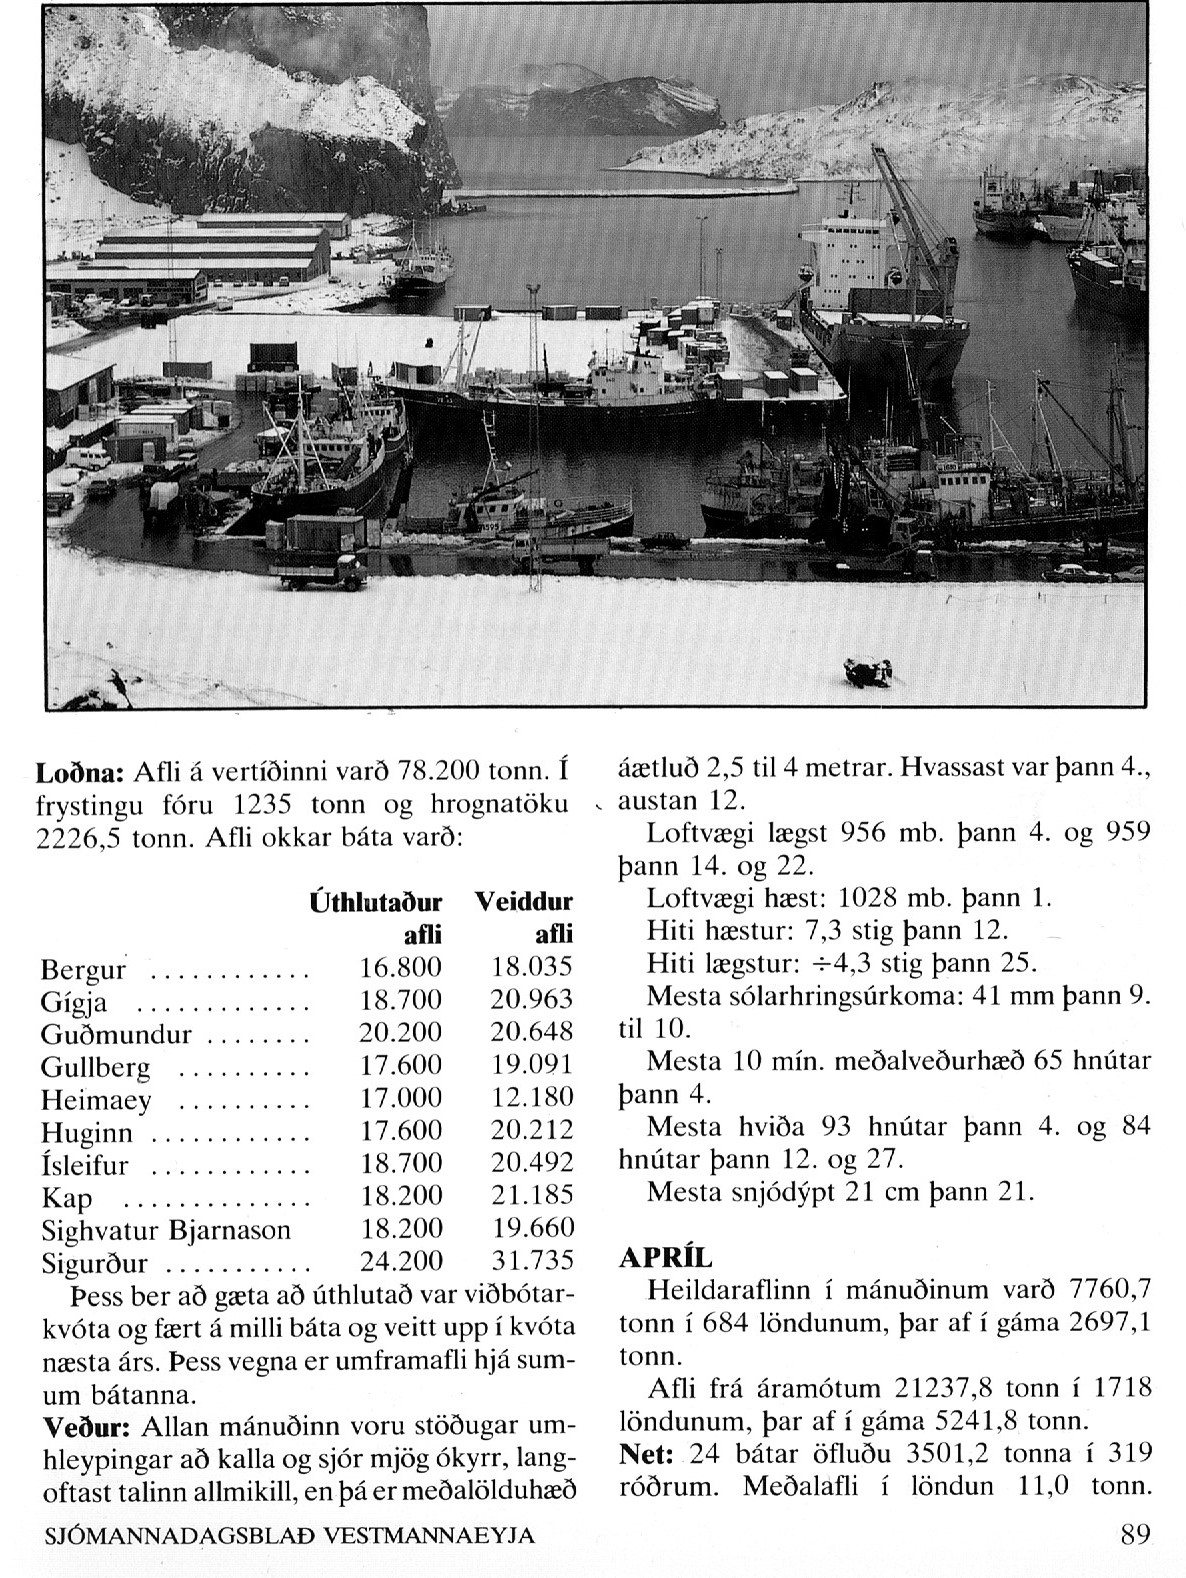 Loðna: Afli á vertíðinni varð 78.200 tonn. Í
frystingu fóru 1235 tonn og hrognatöku
2226,5 tonn. Afli okkar báta varð:
Úthlutaður Veiddur
afli afli
Bergur ............ 16.800 18.035
Gígja ............. 18.700 20.963
Guðmundur ........ 20.200 20.648
Gullberg .......... 17.600 19.091
Heimaey .......... 17.000 12.180
Huginn ............ 17.600 20.212
Ísleifur ............ 18.700 20.492
Kap .............. 18.200 21.185
Sighvatur Bjarnason 18.200 19.660
Sigurður ........... 24.200 31.735
Þess ber að gæta að úthlutað var viðbótar-
kvóta og fært á milli báta og veitt upp í kvóta
næsta árs. Þess vegna er umframafli hjá sum-
um bátanna.
Veður: Allan mánuðinn voru stöðugar um-
hleypingar að kalla og sjór mjög ókyrr, lang-
oftast talinn allmikill, en þá er meðalölduhæð
áætluð 2,5 til 4 metrar. Hvassast var þann 4.,
austan 12.
Loftvægi lægst 956 mb. þann 4. og 959
þann 14. og 22.
Loftvægi hæst: 1028 mb. þann 1.
Hiti hæstur: 7,3 stig þann 12.
Hiti lægstur: ÷4,3 stig þann 25.
Mesta sólarhringsúrkoma: 41 mm þann 9.
til 10.
Mesta 10 mín. meðalveðurhæð 65 hnútar
þann 4.
Mesta hviða 93 hnútar þann 4. og 84
hnútar þann 12. og 27.
Mesta snjódýpt 21 cm þann 21.
APRÍL
Heildaraflinn í mánuðinum varð 7760,7
tonn í 684 löndunum, þar af í gáma 2697,1
tonn.
Afli frá áramótum 21237,8 tonn í 1718
löndunum, þar af í gáma 5241,8 tonn.
Net: 24 bátar öfluðu 3501,2 tonna í 319
róðrum. Meðalafli í löndun 11,0 tonn.
SJÓMANNADAGSBLAÐ VESTMANNAEYJA 89